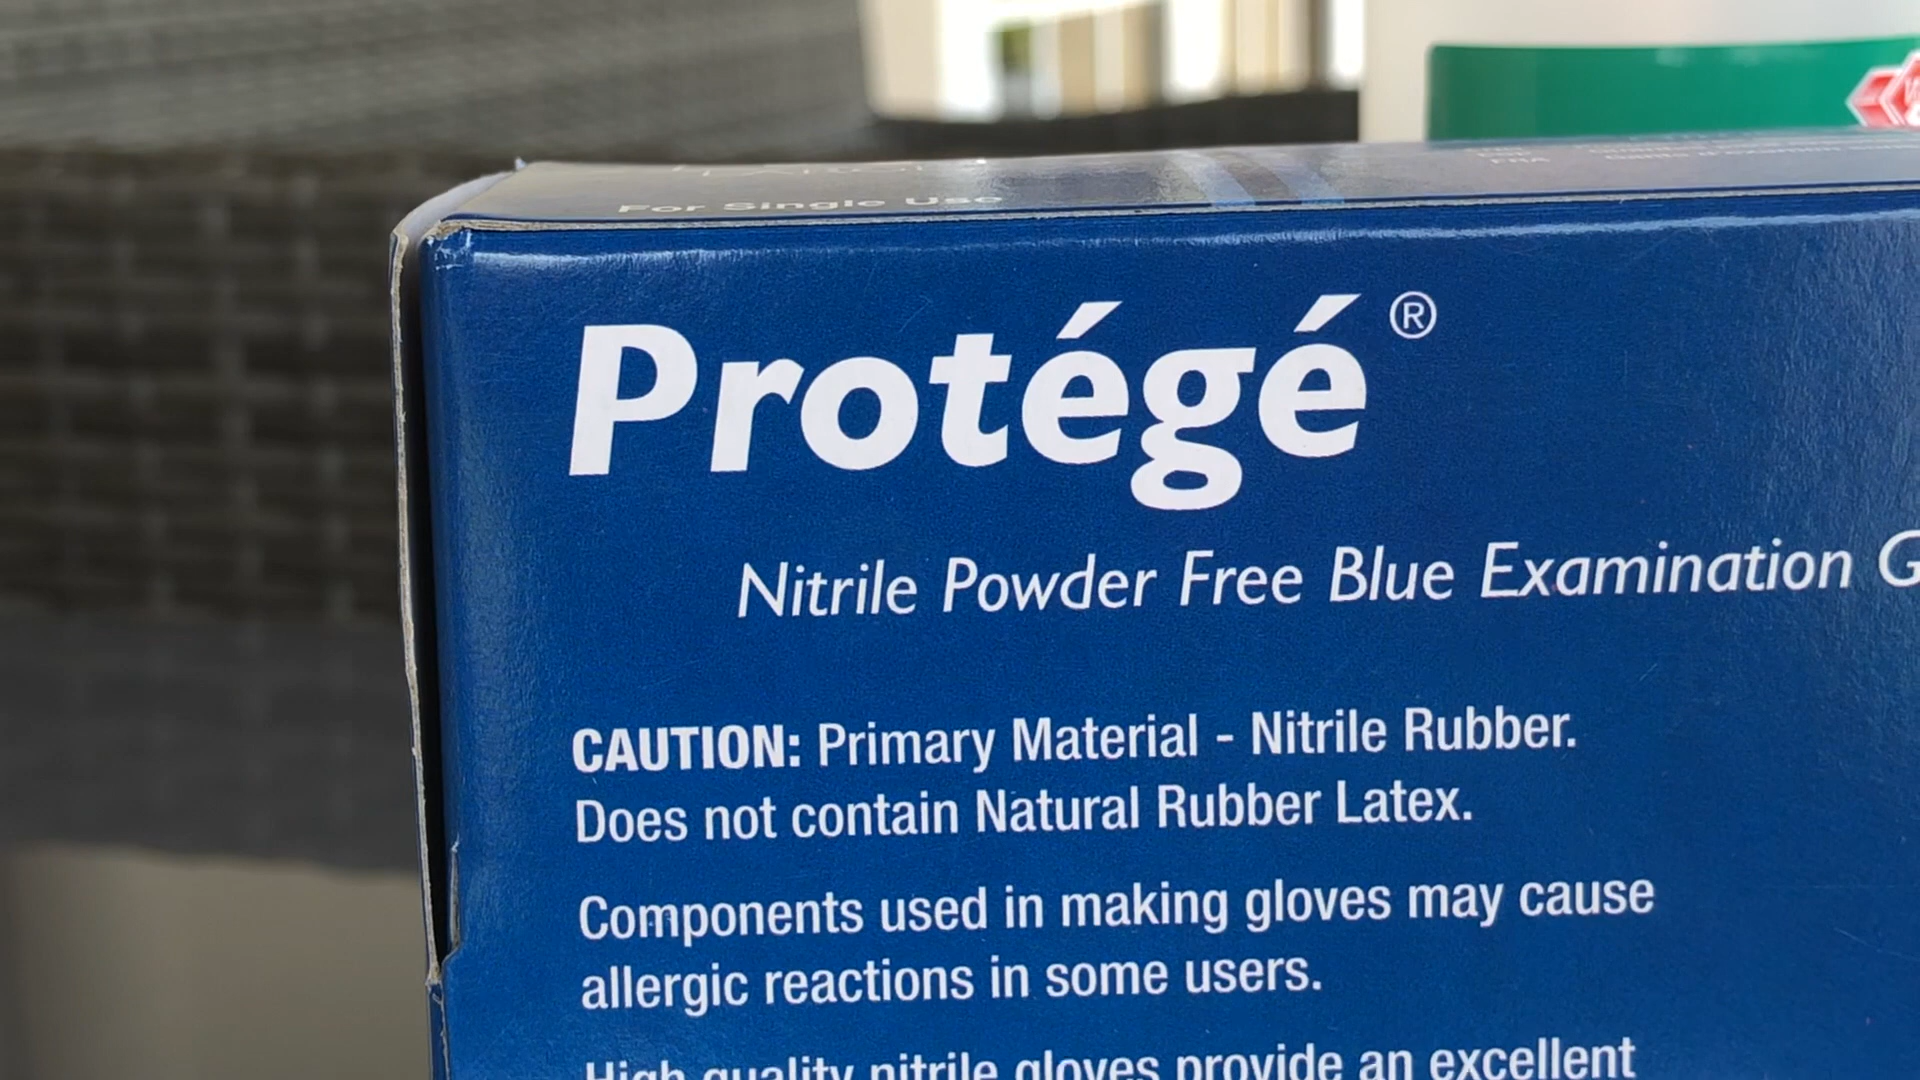 For Single Use
Protégé®
Nitrile Powder Free Blue Examination G
CAUTION: Primary Material - Nitrile Rubber.
Does not contain Natural Rubber Latex.
Components used in making gloves may cause
allergic reactions in some users.
High quality nitrile gloves provide an excellent